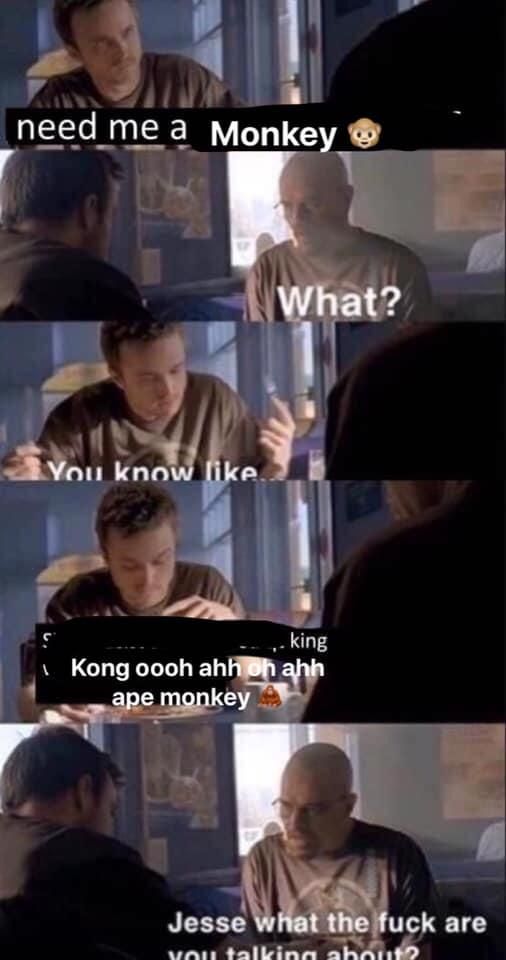 need me a Monkey 🐵
What?
You know like...
king
Kong oooh ahh oh ahh
ape monkey 🦧
Jesse what the fuck are
you talking about?